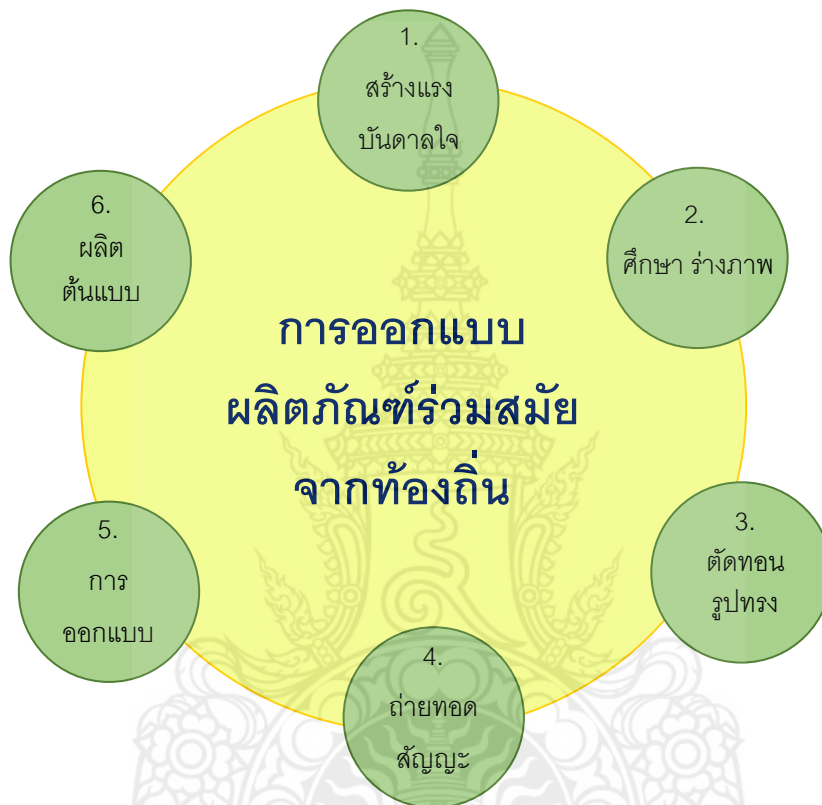 1.
สร้างแรง
บันดาลใจ
2.
ศึกษา ร่างภาพ
3.
ตัดทอน
รูปทรง
4.
ถ่ายทอด
สัญญะ
5.
การ
ออกแบบ
6.
ผลิต
ต้นแบบ
การออกแบบ
ผลิตภัณฑ์ร่วมสมัย
จากท้องถิ่น